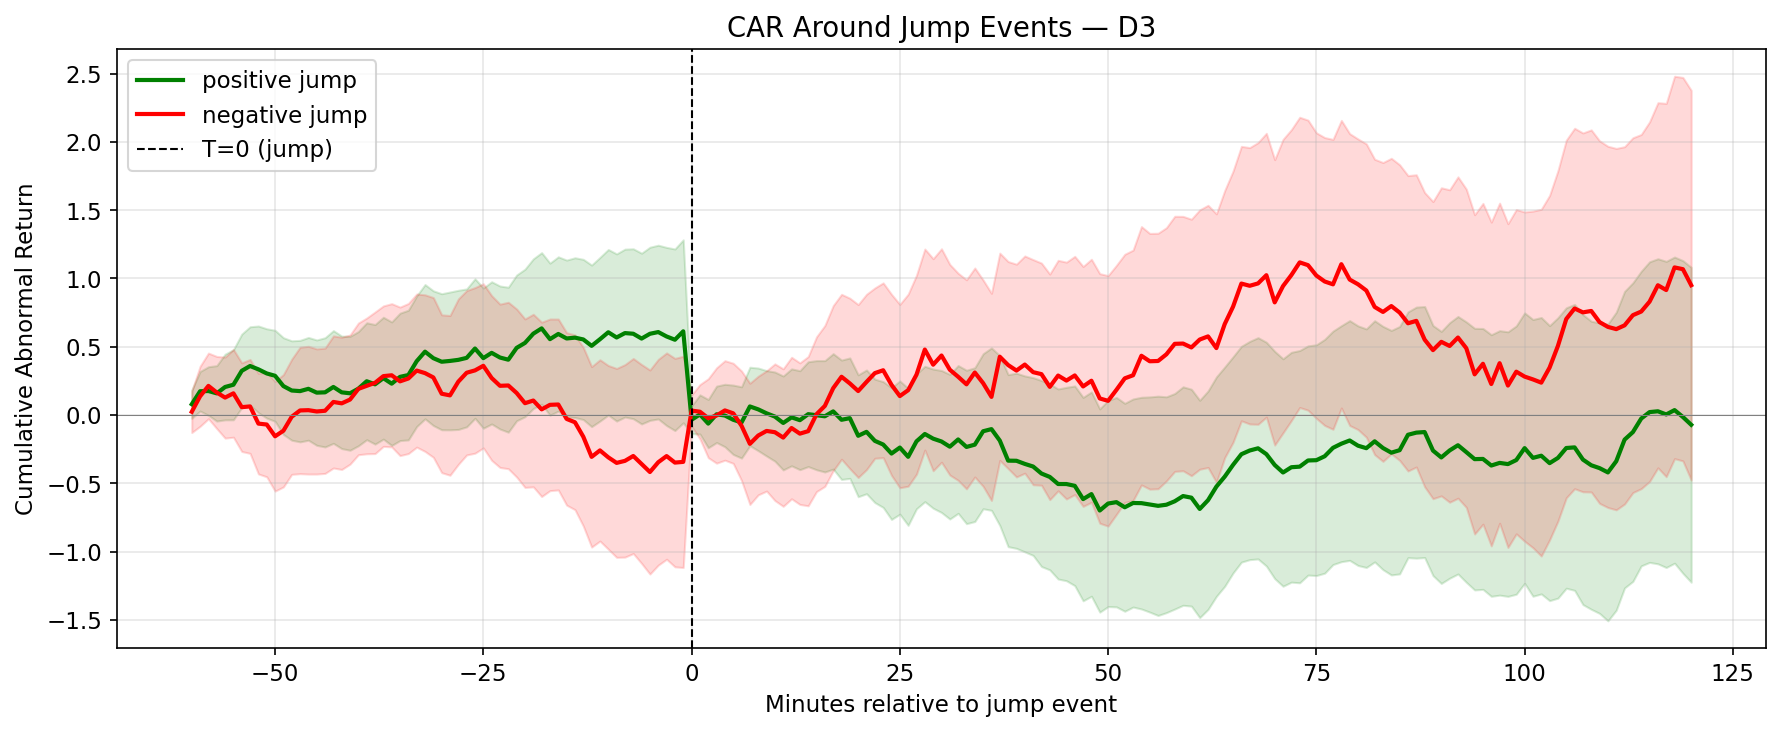 CAR Around Jump Events — D3
positive jump
negative jump
T=0 (jump)
Cumulative Abnormal Return
2.5
2.0
1.5
1.0
0.5
0.0
−0.5
−1.0
−1.5
−50
−25
0
25
50
75
100
125
Minutes relative to jump event